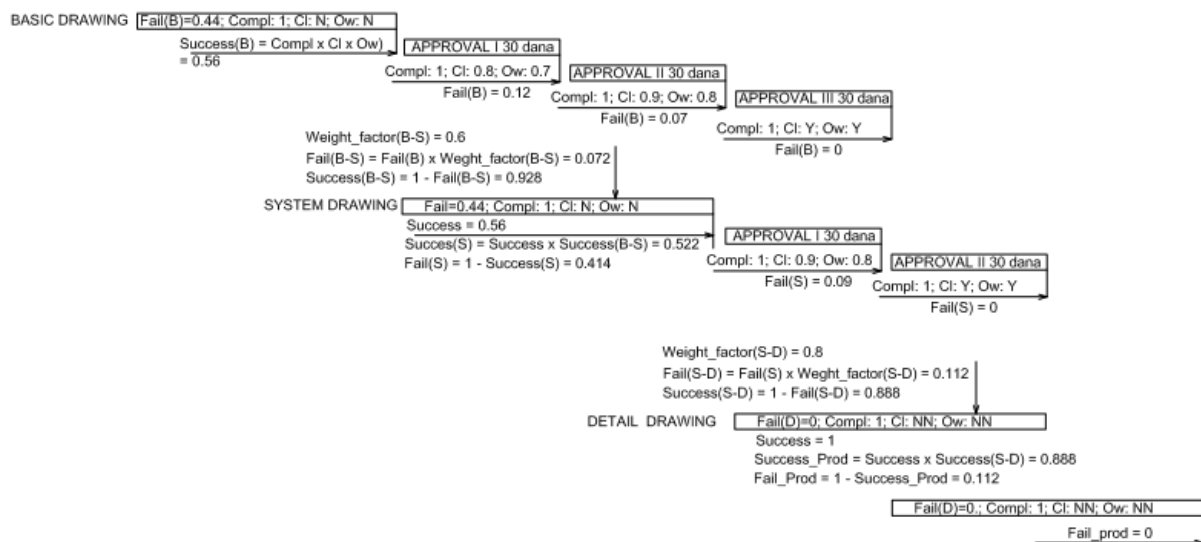 BASIC DRAWING
Fail(B)=0.44; Compl: 1; Cl: N; Ow: N
Success(B) = Compl x Cl x Ow)
= 0.56
APPROVAL I 30 dana
Compl: 1; Cl: 0.8; Ow: 0.7
Fail(B) = 0.12
APPROVAL II 30 dana
Compl: 1; Cl: 0.9; Ow: 0.8
Fail(B) = 0.07
APPROVAL III 30 dana
Compl: 1; Cl: Y; Ow: Y
Fail(B) = 0
Weight_factor(B-S) = 0.6
Fail(B-S) = Fail(B) x Weght_factor(B-S) = 0.072
Success(B-S) = 1 - Fail(B-S) = 0.928
SYSTEM DRAWING
Fail=0.44; Compl: 1; Cl: N; Ow: N
Success = 0.56
Succes(S) = Success x Success(B-S) = 0.522
Fail(S) = 1 - Success(S) = 0.414
APPROVAL I 30 dana
Compl: 1; Cl: 0.9; Ow: 0.8
Fail(S) = 0.09
APPROVAL II 30 dana
Compl: 1; Cl: Y; Ow: Y
Fail(S) = 0
Weight_factor(S-D) = 0.8
Fail(S-D) = Fail(S) x Weght_factor(S-D) = 0.112
Success(S-D) = 1 - Fail(S-D) = 0.888
DETAIL DRAWING
Fail(D)=0; Compl: 1; Cl: NN; Ow: NN
Success = 1
Success_Prod = Success x Success(S-D) = 0.888
Fail_Prod = 1 - Success_Prod = 0.112
Fail(D)=0.; Compl: 1; Cl: NN; Ow: NN
Fail_prod = 0